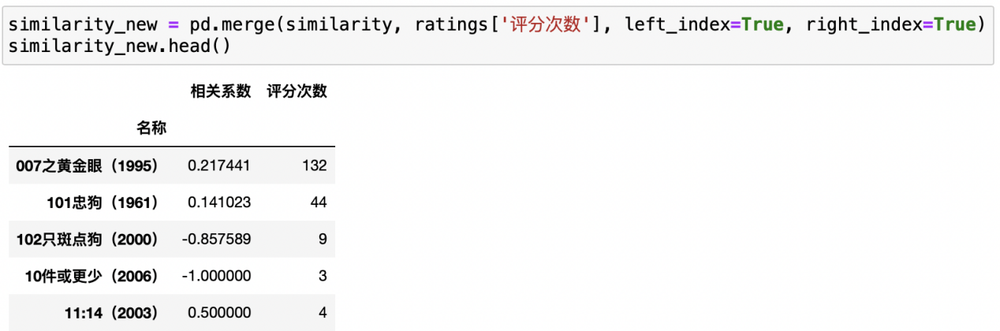 similarity_new = pd.merge(similarity, ratings['评分次数'], left_index=True, right_index=True)
similarity_new.head()
相关系数 评分次数
名称
007之黄金眼（1995） 0.217441 132
101忠狗（1961） 0.141023 44
102只斑点狗（2000） -0.857589 9
10件或更少（2006） -1.000000 3
11:14（2003） 0.500000 4